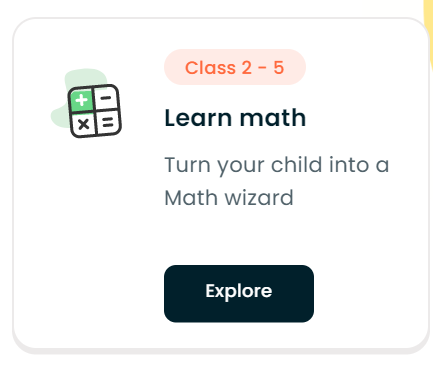 Class 2 - 5
Learn math
Turn your child into a
Math wizard
Explore